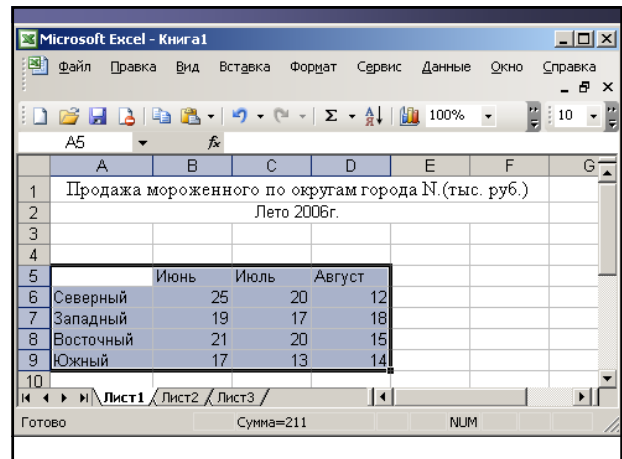 Microsoft Excel - Книга1
Файл Правка Вид Вставка Формат Сервис Данные Окно Справка
Σ 100% 10
A5 fx
A B C D E F G
1 Продажа мороженного по округам города N.(тыс. руб.)
2 Лето 2006г.
3
4
5 Июнь Июль Август
6 Северный 25 20 12
7 Западный 19 17 18
8 Восточный 21 20 15
9 Южный 17 13 14
10
Лист1 Лист2 Лист3
Готово Сумма=211 NUM